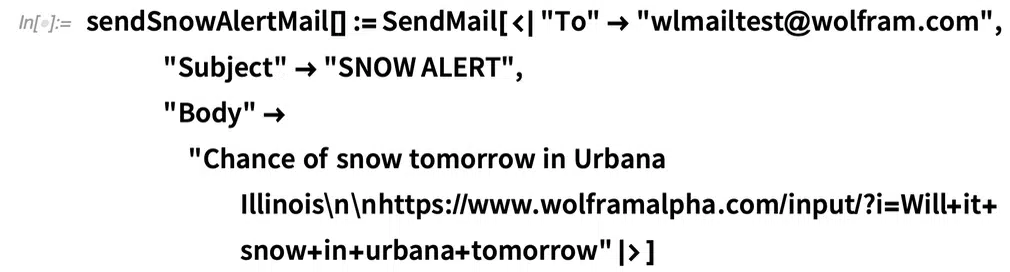 In[•]:= sendSnowAlertMail[] := SendMail[<| "To" → "wlmailtest@wolfram.com",
"Subject" → "SNOW ALERT",
"Body" →
"Chance of snow tomorrow in Urbana
Illinois\n\nhttps://www.wolframalpha.com/input/?i=Will+it+
snow+in+urbana+tomorrow" |>]